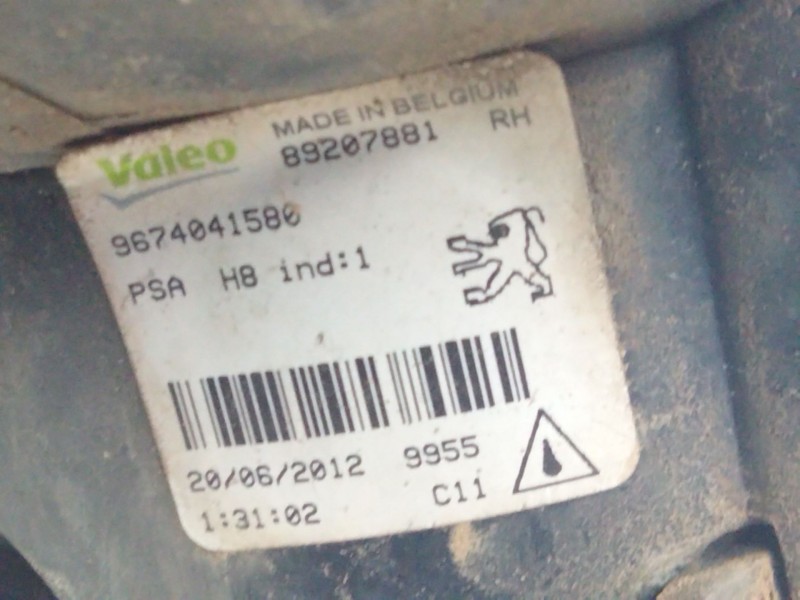 MADE IN BELGIUM
Valeo 89207881 RH
9674041580
PSA H8 ind:1
20/06/2012 9955
1:31:02 C11